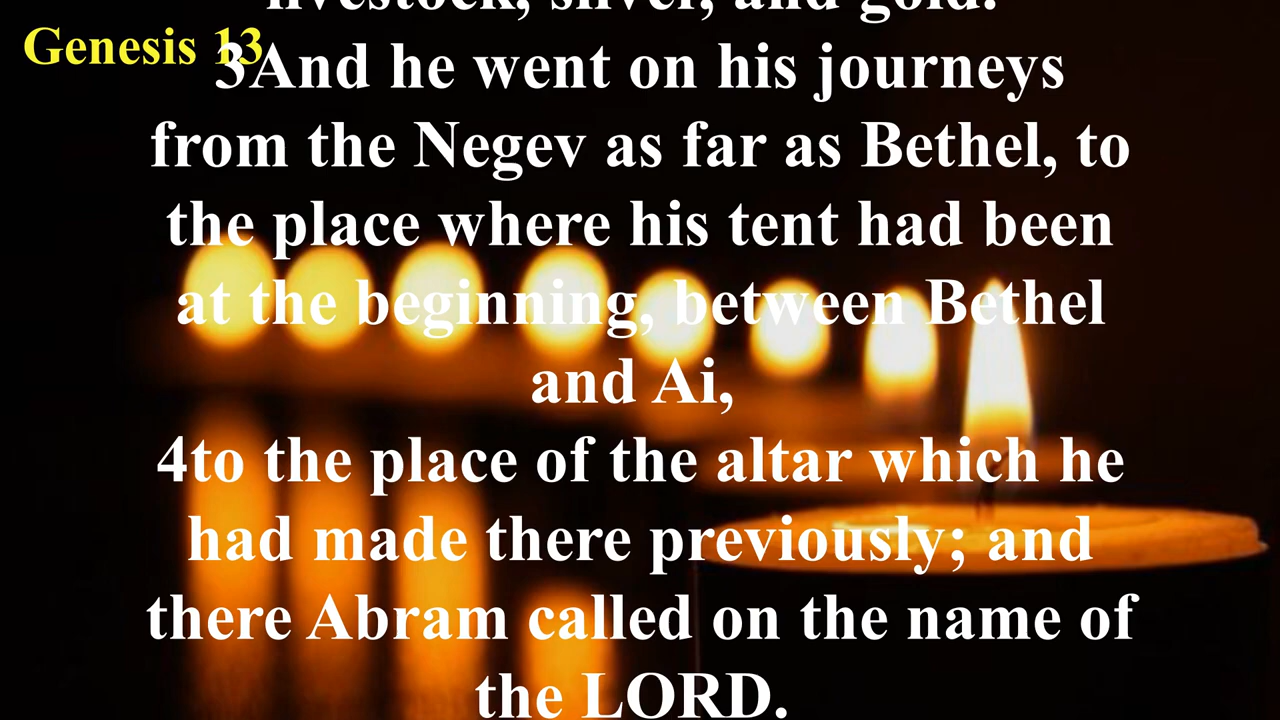 livestock, silver, and gold.
Genesis 13
3And he went on his journeys
from the Negev as far as Bethel, to
the place where his tent had been
at the beginning, between Bethel
and Ai,
4to the place of the altar which he
had made there previously; and
there Abram called on the name of
the LORD.